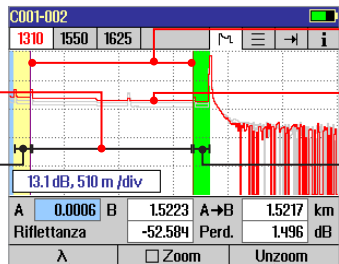 C001-002
1310 1550 1625 i
13.1 dB, 510 m /div
A 0.0006 B 1.5223 A→B 1.5217 km
Riflettanza -52.584 Perd. 1.496 dB
λ Zoom Unzoom